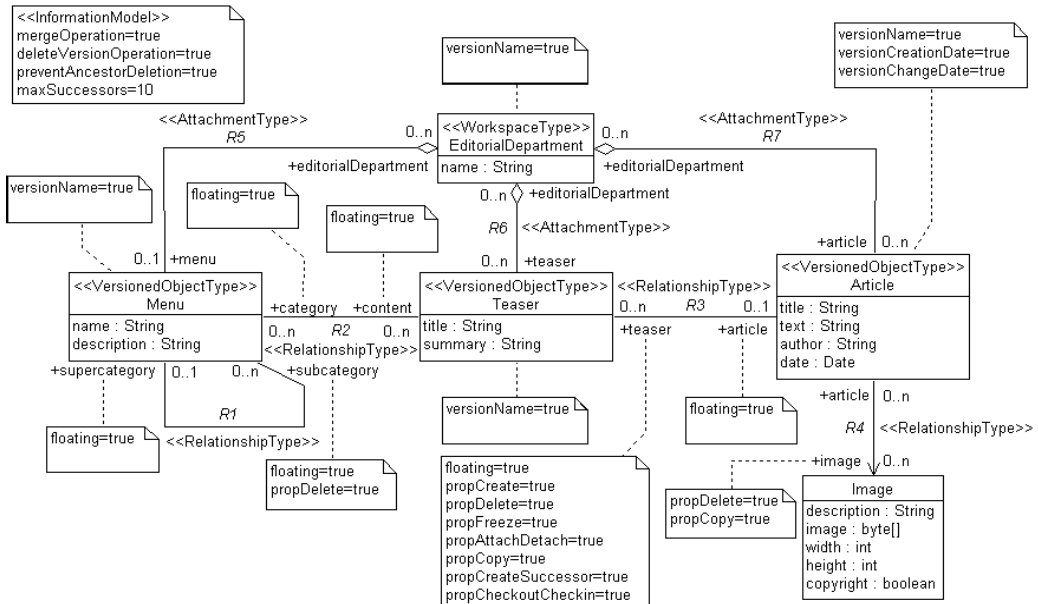 <<InformationModel>>
mergeOperation=true
deleteVersionOperation=true
preventAncestorDeletion=true
maxSuccessors=10
versionName=true
versionName=true
versionCreationDate=true
versionChangeDate=true
<<AttachmentType>>
R5
0..n
+editorialDepartment
<<WorkspaceType>>
EditorialDepartment
name : String
0..n
+editorialDepartment
<<AttachmentType>>
R7
0..n
+editorialDepartment
R6
<<AttachmentType>>
0..n
+teaser
versionName=true
floating=true
floating=true
0..1
+menu
+article
0..n
<<VersionedObjectType>>
Menu
name : String
description : String
+category
+content
0..n
R2
0..n
<<RelationshipType>>
<<VersionedObjectType>>
Teaser
title : String
summary : String
<<RelationshipType>>
0..n
R3
0..1
+teaser
+article
<<VersionedObjectType>>
Article
title : String
text : String
author : String
date : Date
+supercategory
0..1
0..n
+subcategory
R1
<<RelationshipType>>
floating=true
floating=true
propDelete=true
versionName=true
floating=true
floating=true
propCreate=true
propDelete=true
propFreeze=true
propAttachDetach=true
propCopy=true
propCreateSuccessor=true
propCheckoutCheckin=true
+article
0..n
R4
<<RelationshipType>>
+image
0..n
propDelete=true
propCopy=true
Image
description : String
image : byte[]
width : int
height : int
copyright : boolean